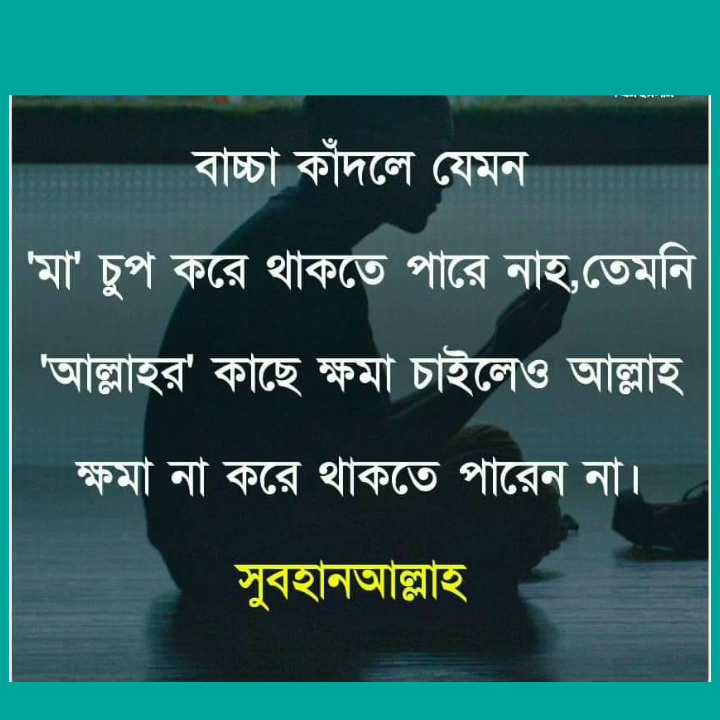 বাচ্চা কাঁদলে যেমন
'মা' চুপ করে থাকতে পারে নাহ,তেমনি
'আল্লাহর' কাছে ক্ষমা চাইলেও আল্লাহ
ক্ষমা না করে থাকতে পারেন না।
সুবহানআল্লাহ